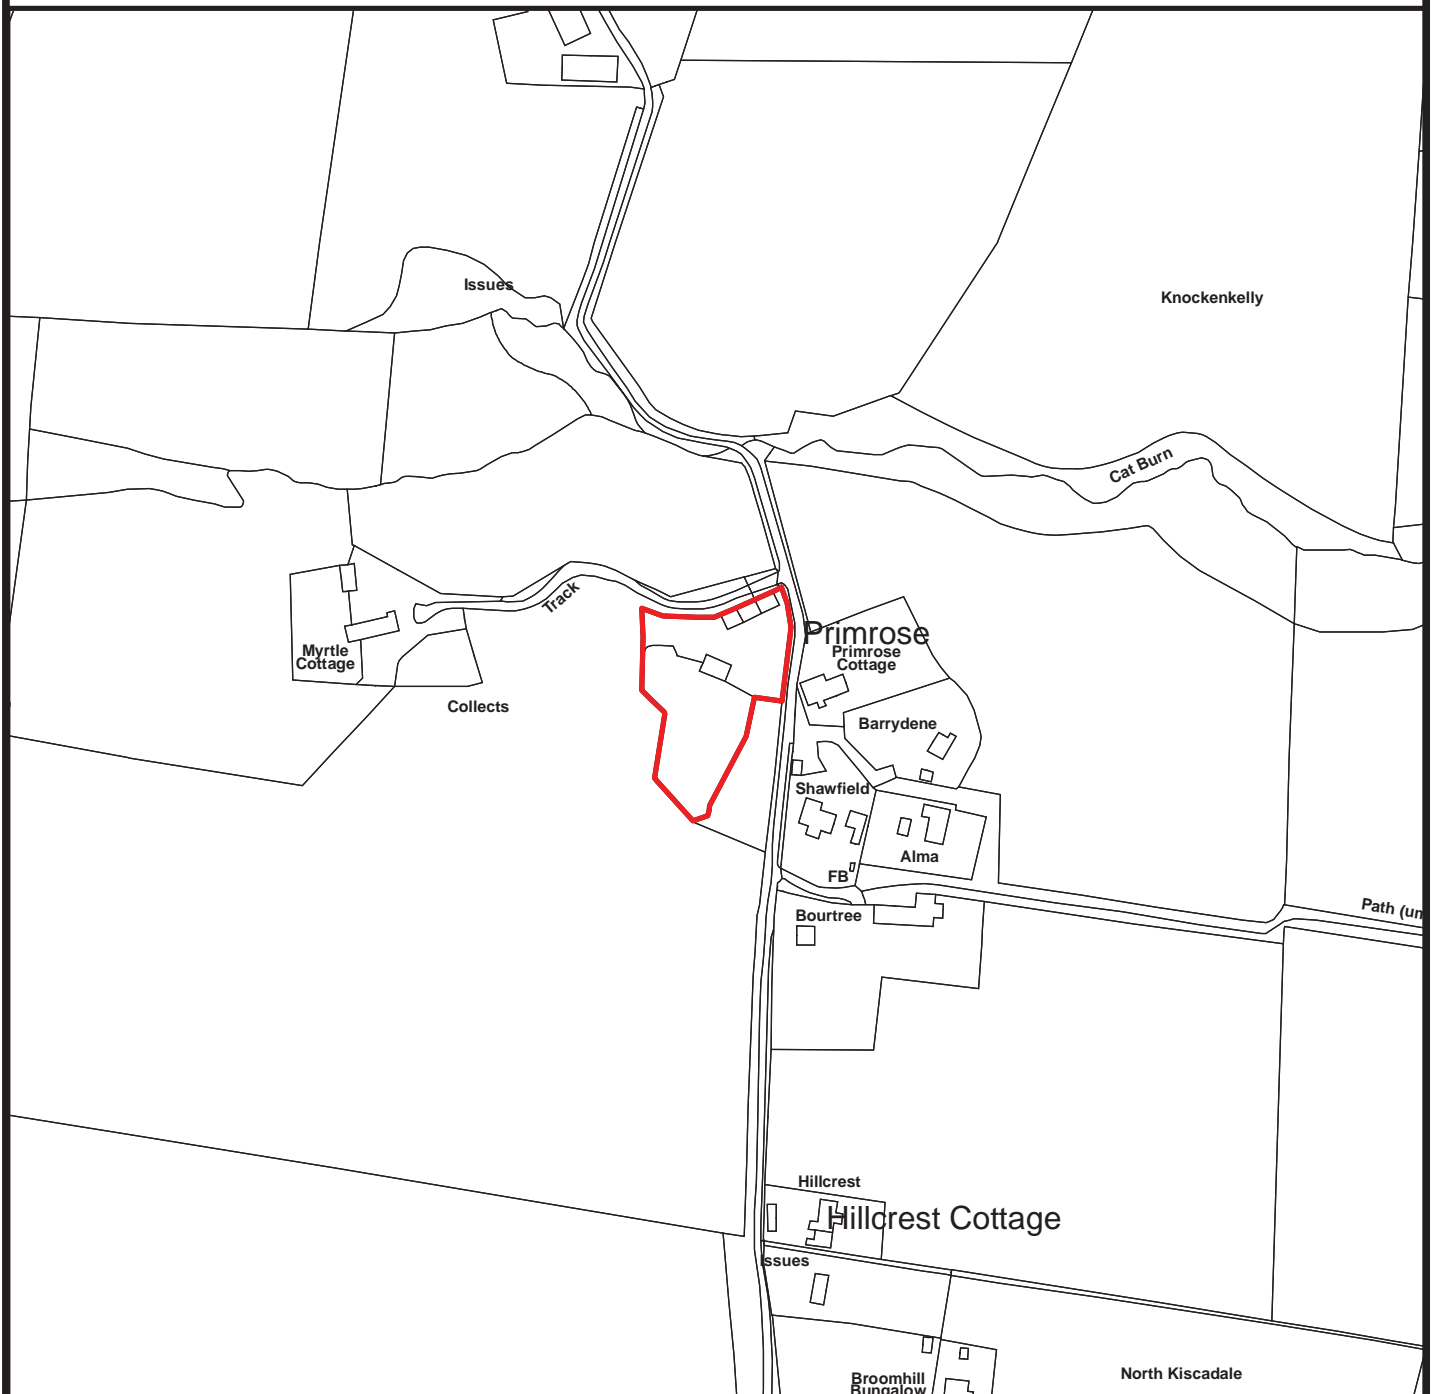 Issues
Knockenkelly
Cat Burn
Track
Primrose
Primrose
Cottage
Myrtle
Cottage
Collects
Barrydene
Shawfield
Alma
FB
Path (un
Bourtree
Hillcrest
Hillcrest Cottage
Issues
North Kiscadale
Broomhill
Bungalow